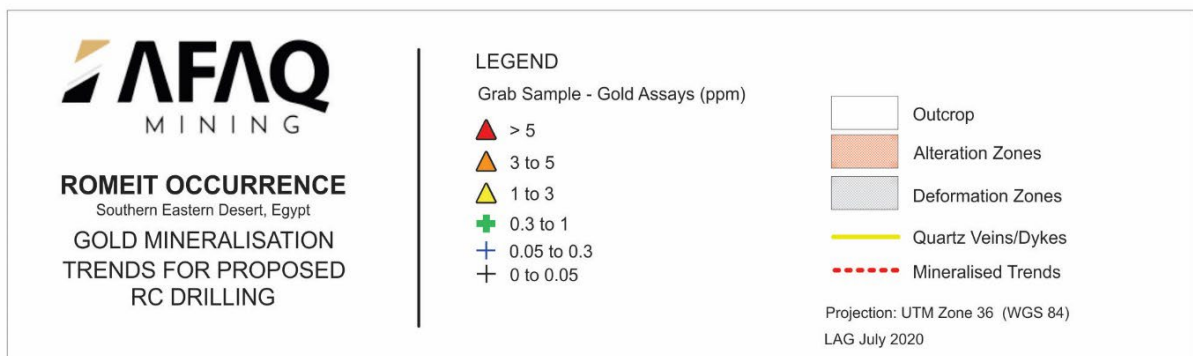 AFAQ
MINING
ROMEIT OCCURRENCE
Southern Eastern Desert, Egypt
GOLD MINERALISATION
TRENDS FOR PROPOSED
RC DRILLING
LEGEND
Grab Sample - Gold Assays (ppm)
> 5
3 to 5
1 to 3
0.3 to 1
0.05 to 0.3
0 to 0.05
Outcrop
Alteration Zones
Deformation Zones
Quartz Veins/Dykes
Mineralised Trends
Projection: UTM Zone 36 (WGS 84)
LAG July 2020